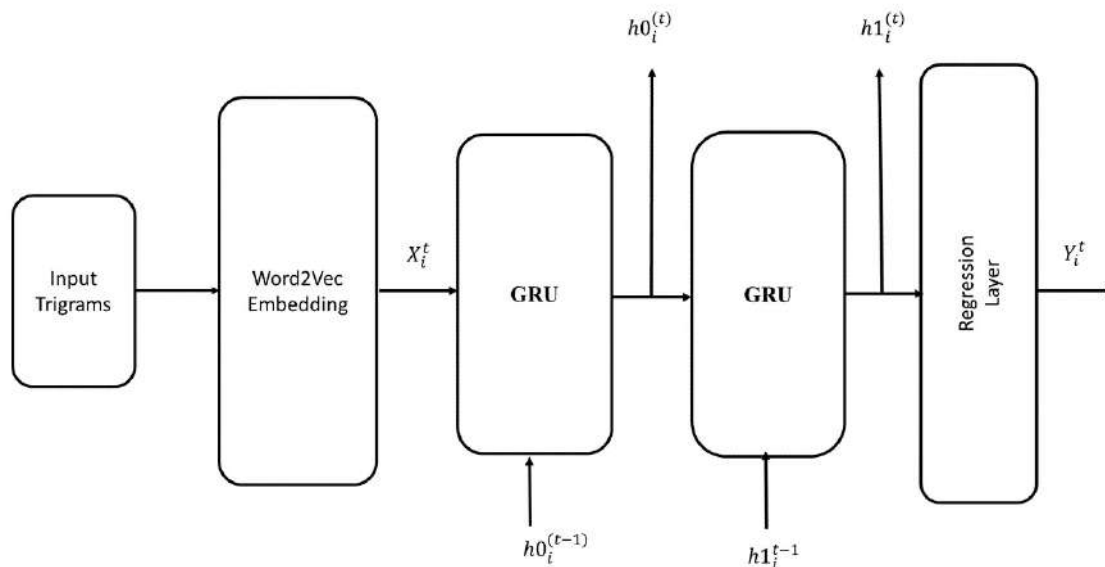 $h0_i^{(t)}$
$h1_i^{(t)}$
Input
Trigrams
Word2Vec
Embedding
$X_i^t$
GRU
GRU
Regression
Layer
$Y_i^t$
$h0_i^{(t-1)}$
$h1_i^{t-1}$